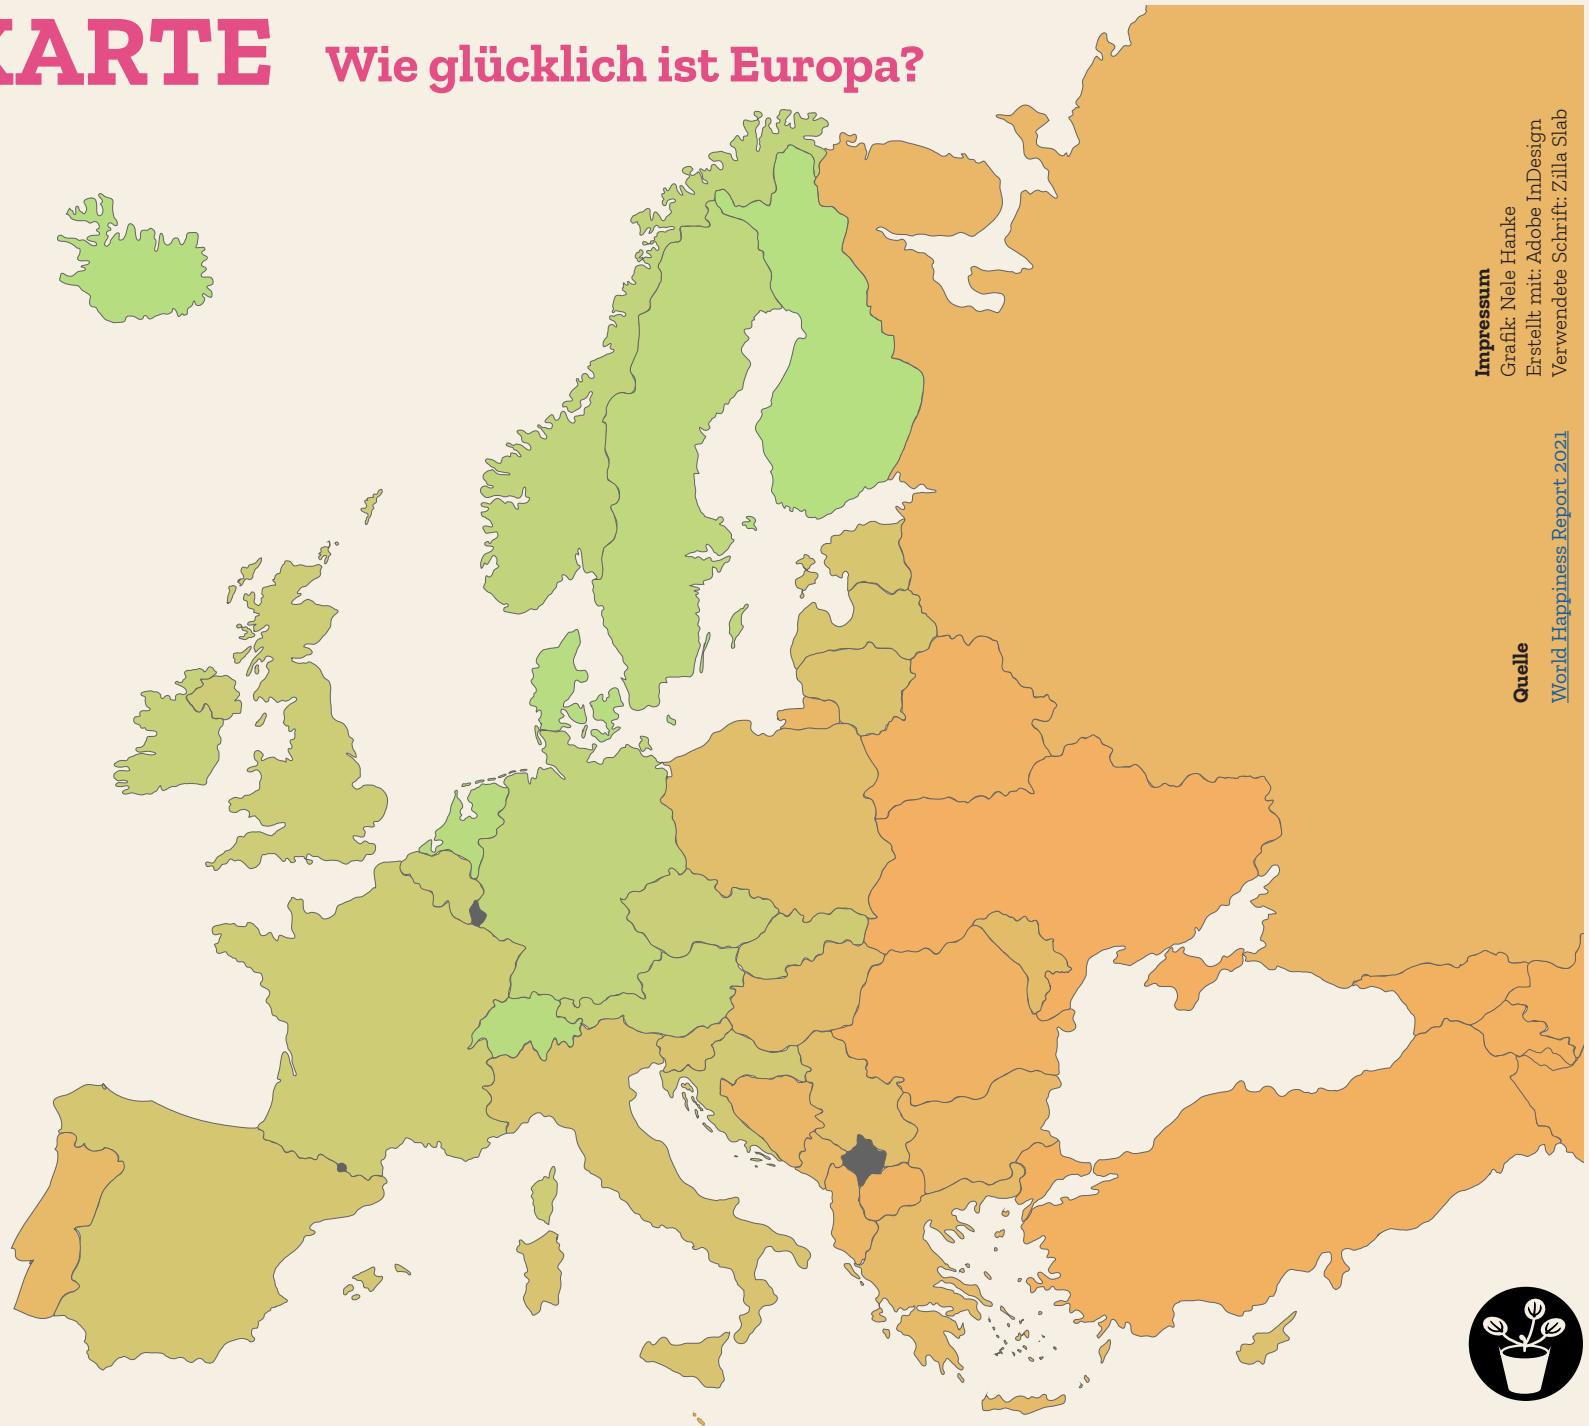 KARTE Wie glücklich ist Europa?
Impressum
Grafik: Nele Hanke
Erstellt mit: Adobe InDesign
Verwendete Schrift: Zilla Slab
Quelle
World Happiness Report 2021